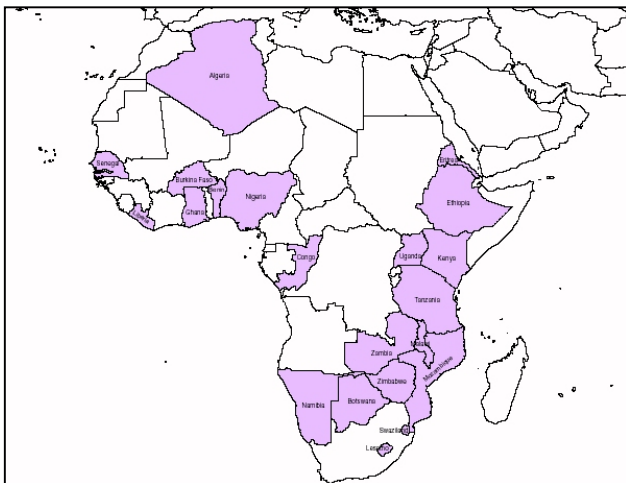 Algeria
Senegal
Burkina Faso
Benin
Nigeria
Ghana
Liberia
Eritrea
Ethiopia
Congo
Uganda
Kenya
Tanzania
Malawi
Zambia
Mozambique
Zimbabwe
Namibia
Botswana
Swaziland
Lesotho